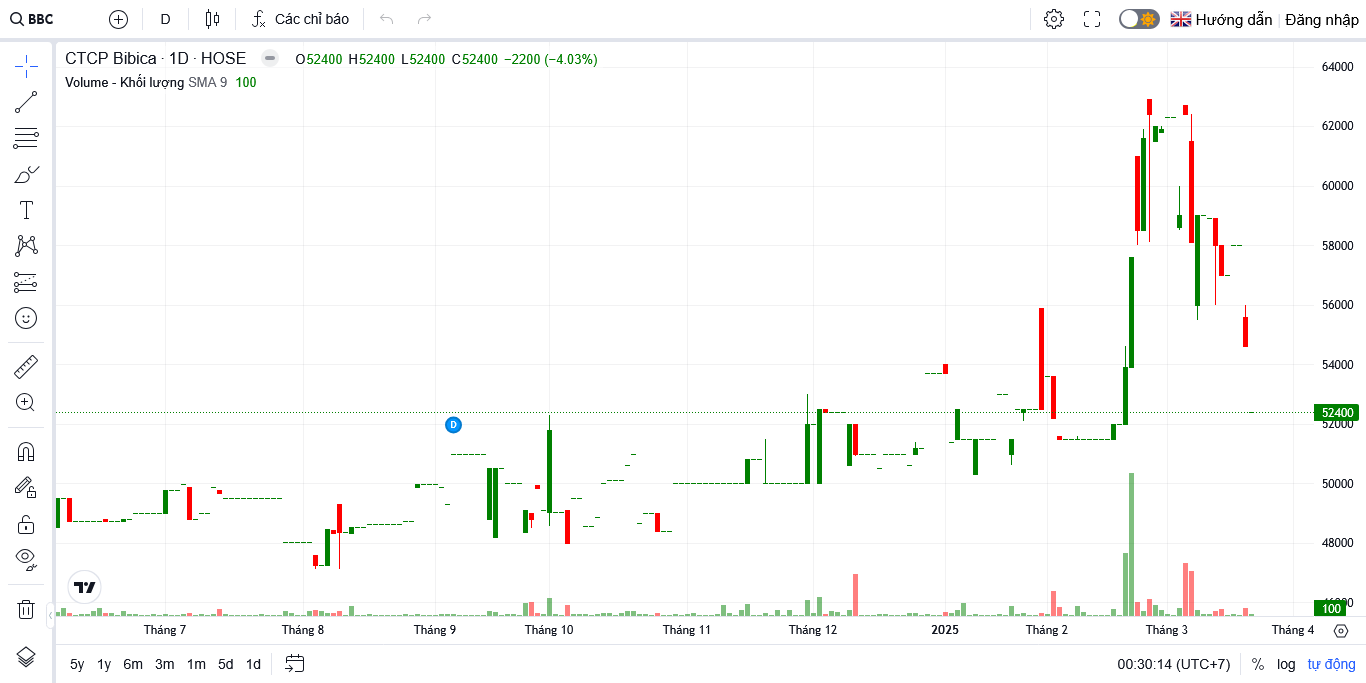 BBC D Các chỉ báo Hướng dẫn Đăng nhập
CTCP Bibica · 1D · HOSE O52400 H52400 L52400 C52400 −2200 (−4.03%)
Volume - Khối lượng SMA 9 100
64000
62000
60000
58000
56000
54000
52400
52000
50000
48000
100
D
Tháng 7 Tháng 8 Tháng 9 Tháng 10 Tháng 11 Tháng 12 2025 Tháng 2 Tháng 3 Tháng 4
5y 1y 6m 3m 1m 5d 1d 00:30:14 (UTC+7) % log tự động